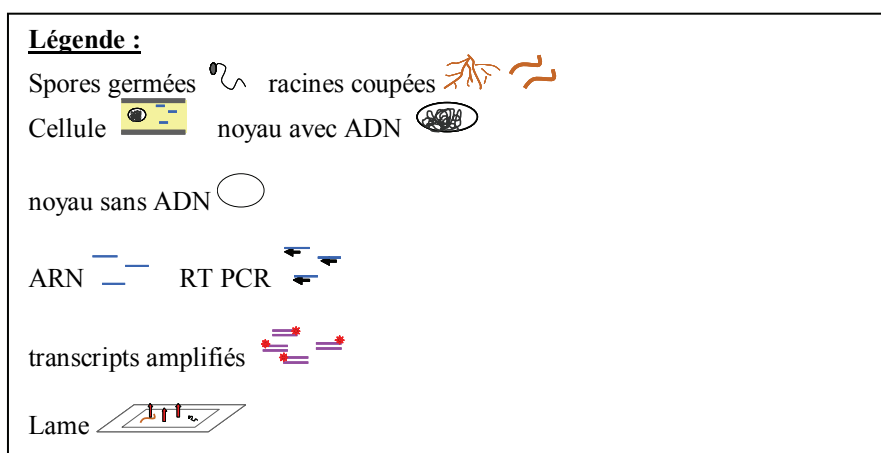 Légende :
Spores germées racines coupées
Cellule noyau avec ADN
noyau sans ADN
ARN RT PCR
transcripts amplifiés
Lame